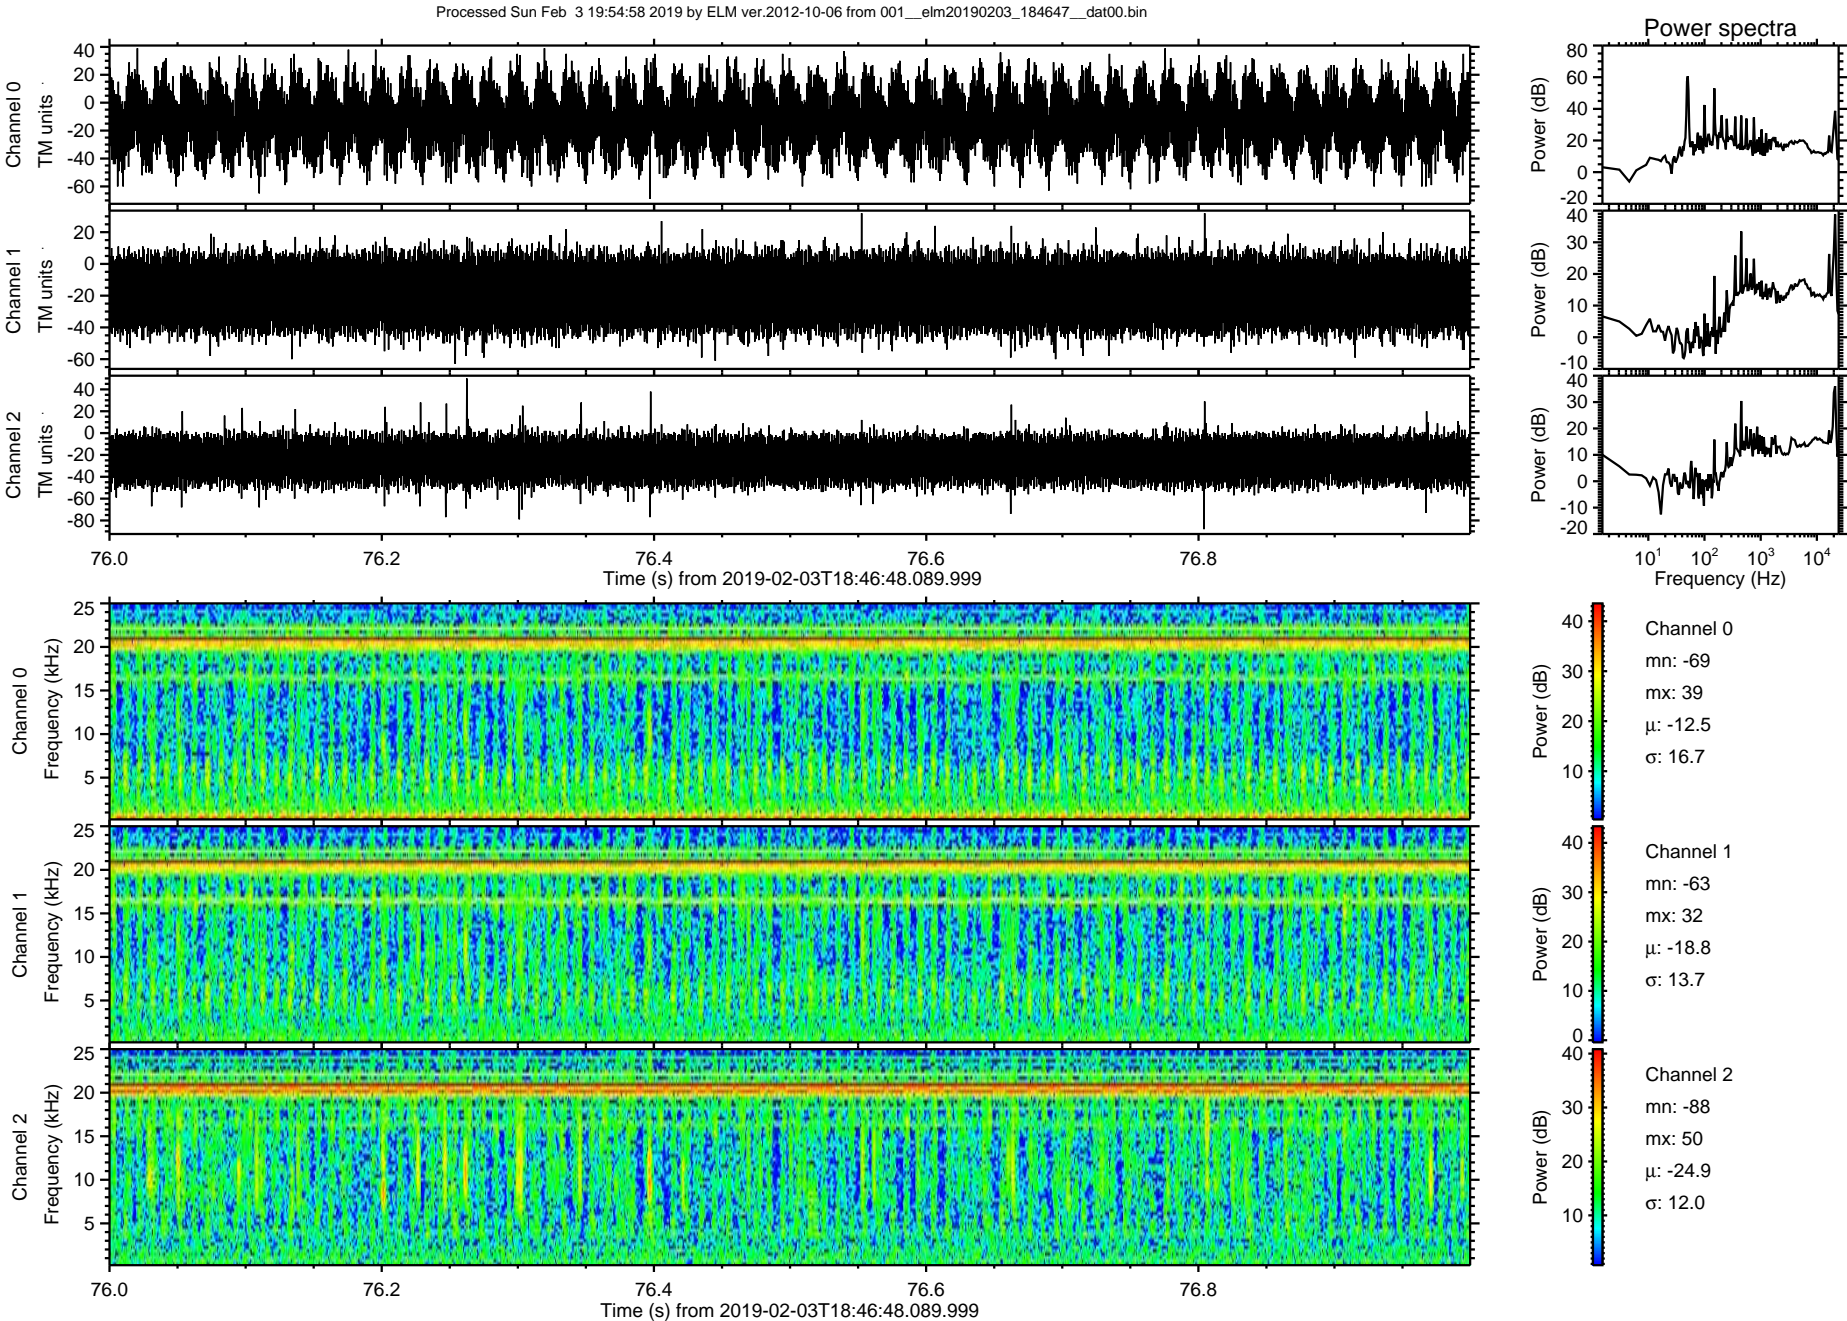 Processed Sun Feb  3 19:54:58 2019 by ELM ver.2012-10-06 from 001__elm20190203_184647__dat00.bin
Power spectra
Channel 0
TM units
40
20
0
-20
-40
-60
Power (dB)
80
60
40
20
0
-20
Channel 1
TM units
20
0
-20
-40
-60
Power (dB)
40
30
20
10
0
-10
Channel 2
TM units
40
20
0
-20
-40
-60
-80
Power (dB)
40
30
20
10
0
-10
-20
76.0 76.2 76.4 76.6 76.8
Time (s) from 2019-02-03T18:46:48.089.999
10¹ 10² 10³ 10⁴
Frequency (Hz)
Channel 0
Frequency (kHz)
25
20
15
10
5
Power (dB)
40
30
20
10
Channel 0
mn: -69
mx: 39
μ: -12.5
σ: 16.7
Channel 1
Frequency (kHz)
25
20
15
10
5
Power (dB)
40
30
20
10
0
Channel 1
mn: -63
mx: 32
μ: -18.8
σ: 13.7
Channel 2
Frequency (kHz)
25
20
15
10
5
Power (dB)
40
30
20
10
Channel 2
mn: -88
mx: 50
μ: -24.9
σ: 12.0
76.0 76.2 76.4 76.6 76.8
Time (s) from 2019-02-03T18:46:48.089.999